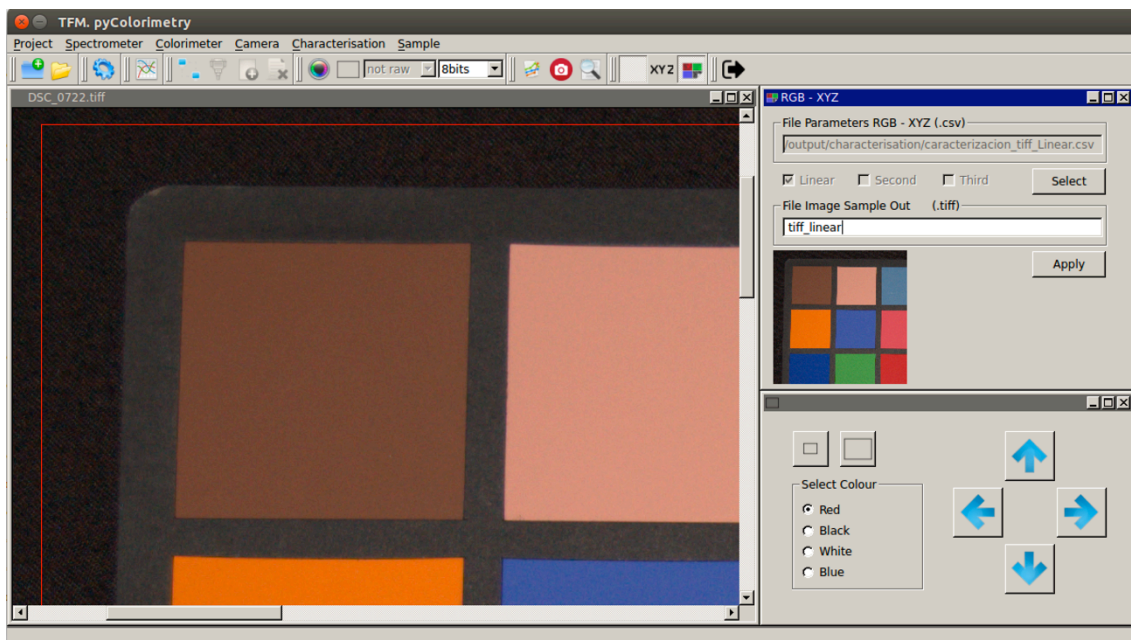 TFM. pyColorimetry
Project Spectrometer Colorimeter Camera Characterisation Sample
not raw 8bits XYZ
DSC_0722.tiff
RGB - XYZ
File Parameters RGB - XYZ (.csv)
/output/characterisation/caracterizacion_tiff_Linear.csv
Linear Second Third Select
File Image Sample Out (.tiff)
tiff_linear
Apply
Select Colour
Red
Black
White
Blue